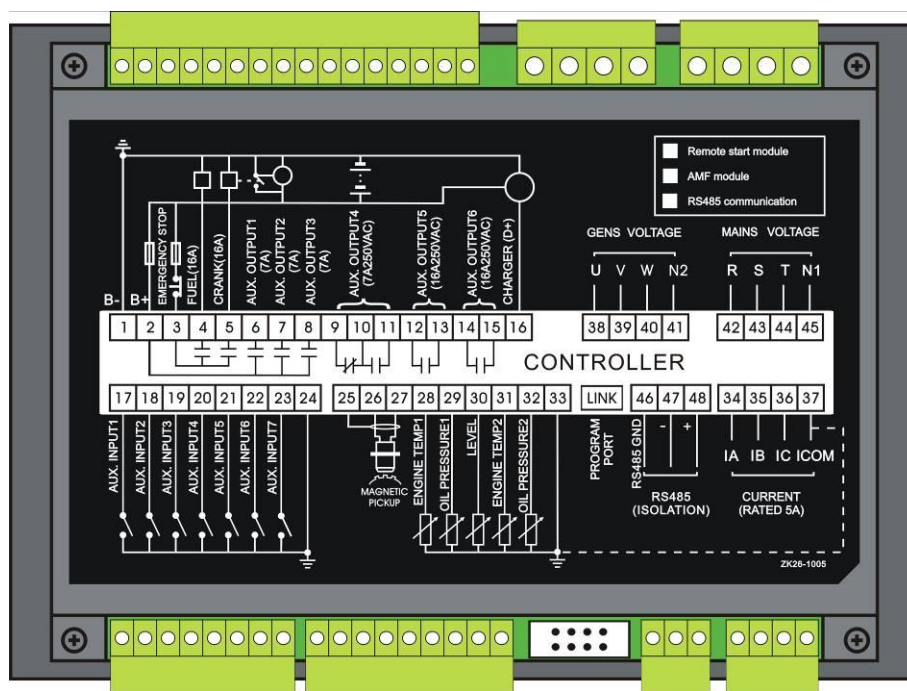 Remote start module
AMF module
RS485 communication
GENS VOLTAGE
MAINS VOLTAGE
U V W N2
R S T N1
B-
B+
EMERGENCY STOP
FUEL(16A)
CRANK(16A)
AUX. OUTPUT1
(7A)
AUX. OUTPUT2
(7A)
AUX. OUTPUT3
(7A)
AUX. OUTPUT4
(7A250VAC)
AUX. OUTPUT5
(16A250VAC)
AUX. OUTPUT6
(16A250VAC)
CHARGER (D+)
1 2 3 4 5 6 7 8 9 10 11 12 13 14 15 16
38 39 40 41
42 43 44 45
CONTROLLER
17 18 19 20 21 22 23 24
25 26 27 28 29 30 31 32 33
LINK
46 47 48
34 35 36 37
AUX. INPUT1
AUX. INPUT2
AUX. INPUT3
AUX. INPUT4
AUX. INPUT5
AUX. INPUT6
AUX. INPUT7
MAGNETIC
PICKUP
ENGINE TEMP1
OIL PRESSURE1
LEVEL
ENGINE TEMP2
OIL PRESSURE2
PROGRAM
PORT
RS485 GND
- +
RS485
(ISOLATION)
IA IB IC ICOM
CURRENT
(RATED 5A)
ZK26-1005